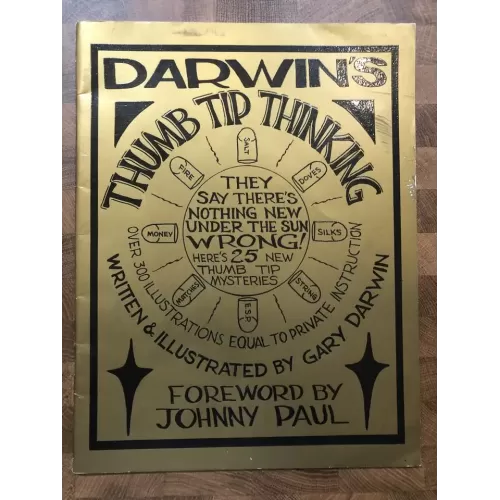 DARWIN'S
THUMB TIP THINKING
SALT
FIRE
DOVES
MONEY
SILKS
MATCHES
STRING
E.S.P.
THEY
SAY THERE'S
NOTHING NEW
UNDER THE SUN
WRONG!
HERE'S 25 NEW
THUMB TIP
MYSTERIES
OVER 300 ILLUSTRATIONS EQUAL TO PRIVATE INSTRUCTION
WRITTEN & ILLUSTRATED BY GARY DARWIN
FOREWORD BY
JOHNNY PAUL